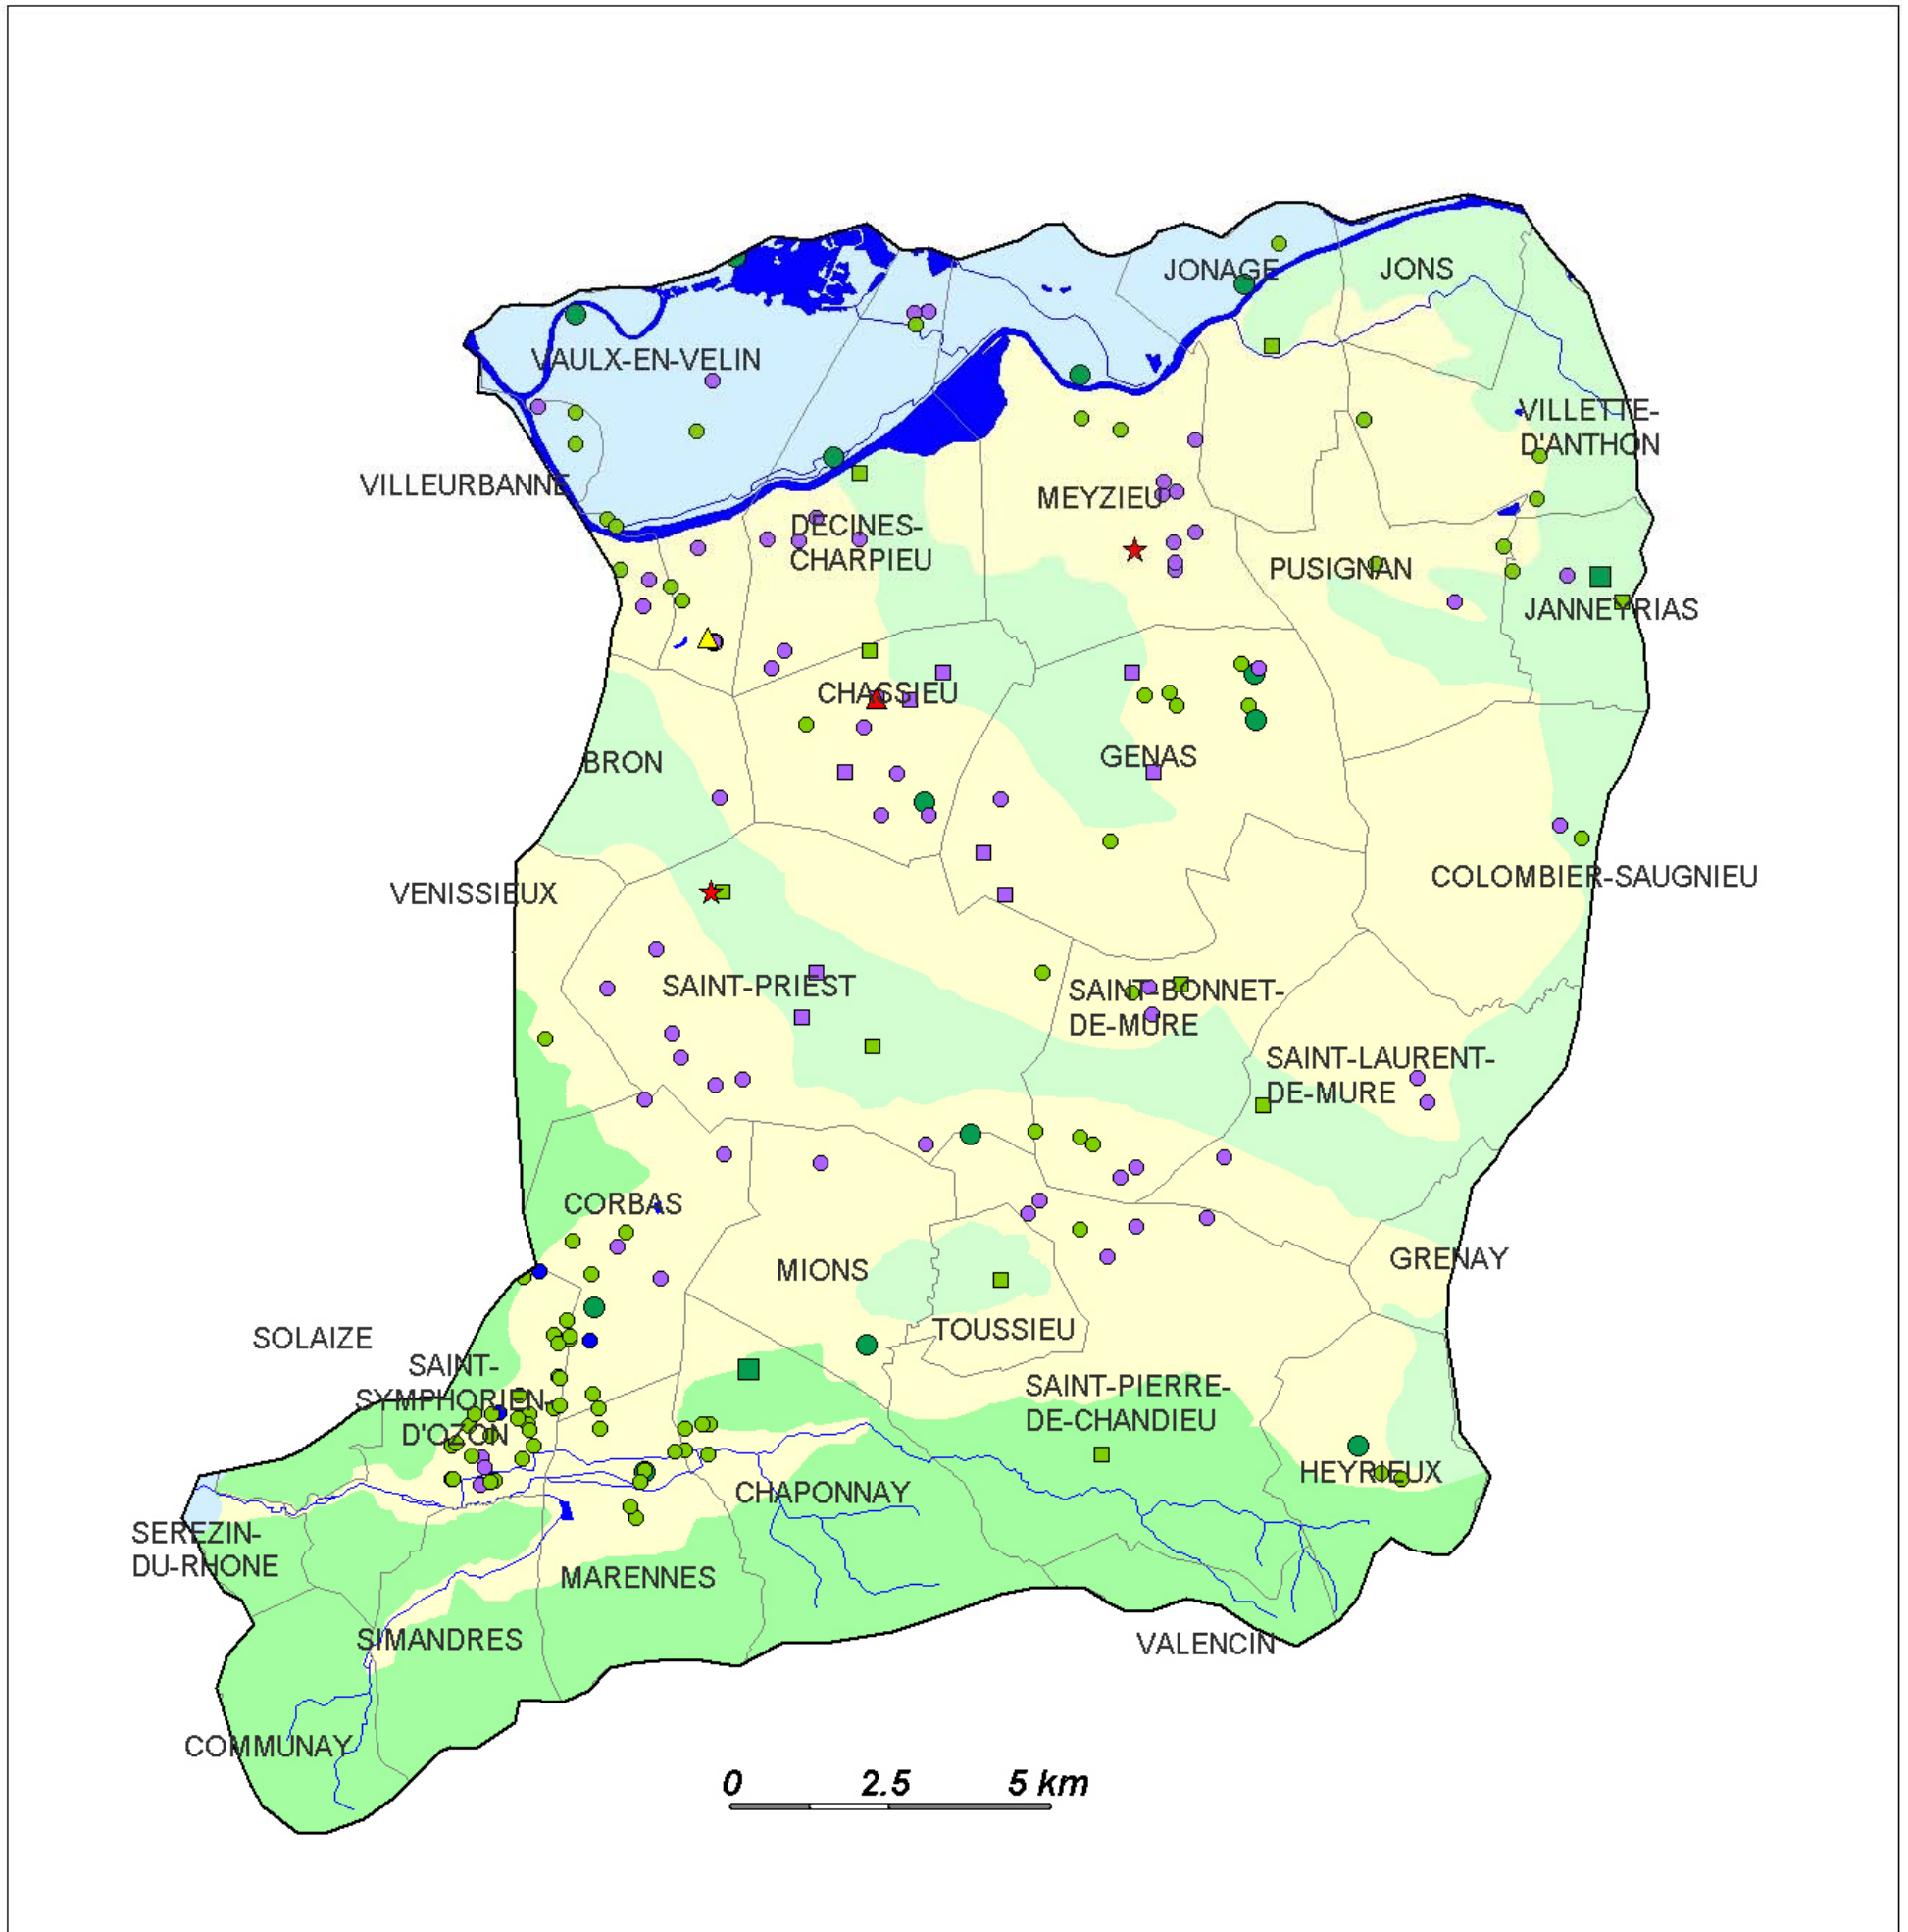 JONAGE
JONS
VAULX-EN-VELIN
VILLETTE-
D'ANTHON
VILLEURBANNE
MEYZIEU
DECINES-
CHARPIEU
PUSIGNAN
JANNEYRIAS
CHASSIEU
BRON
GENAS
COLOMBIER-SAUGNIEU
VENISSIEUX
SAINT-PRIEST
SAINT-BONNET-
DE-MURE
SAINT-LAURENT-
DE-MURE
CORBAS
GRENAY
MIONS
SOLAIZE
TOUSSIEU
SAINT-
SYMPHORIEN-
D'OZON
SAINT-PIERRE-
DE-CHANDIEU
HEYRIEUX
CHAPONNAY
SEREZIN-
DU-RHONE
MARENNES
SIMANDRES
VALENCIN
COMMUNAY
0 2.5 5 km